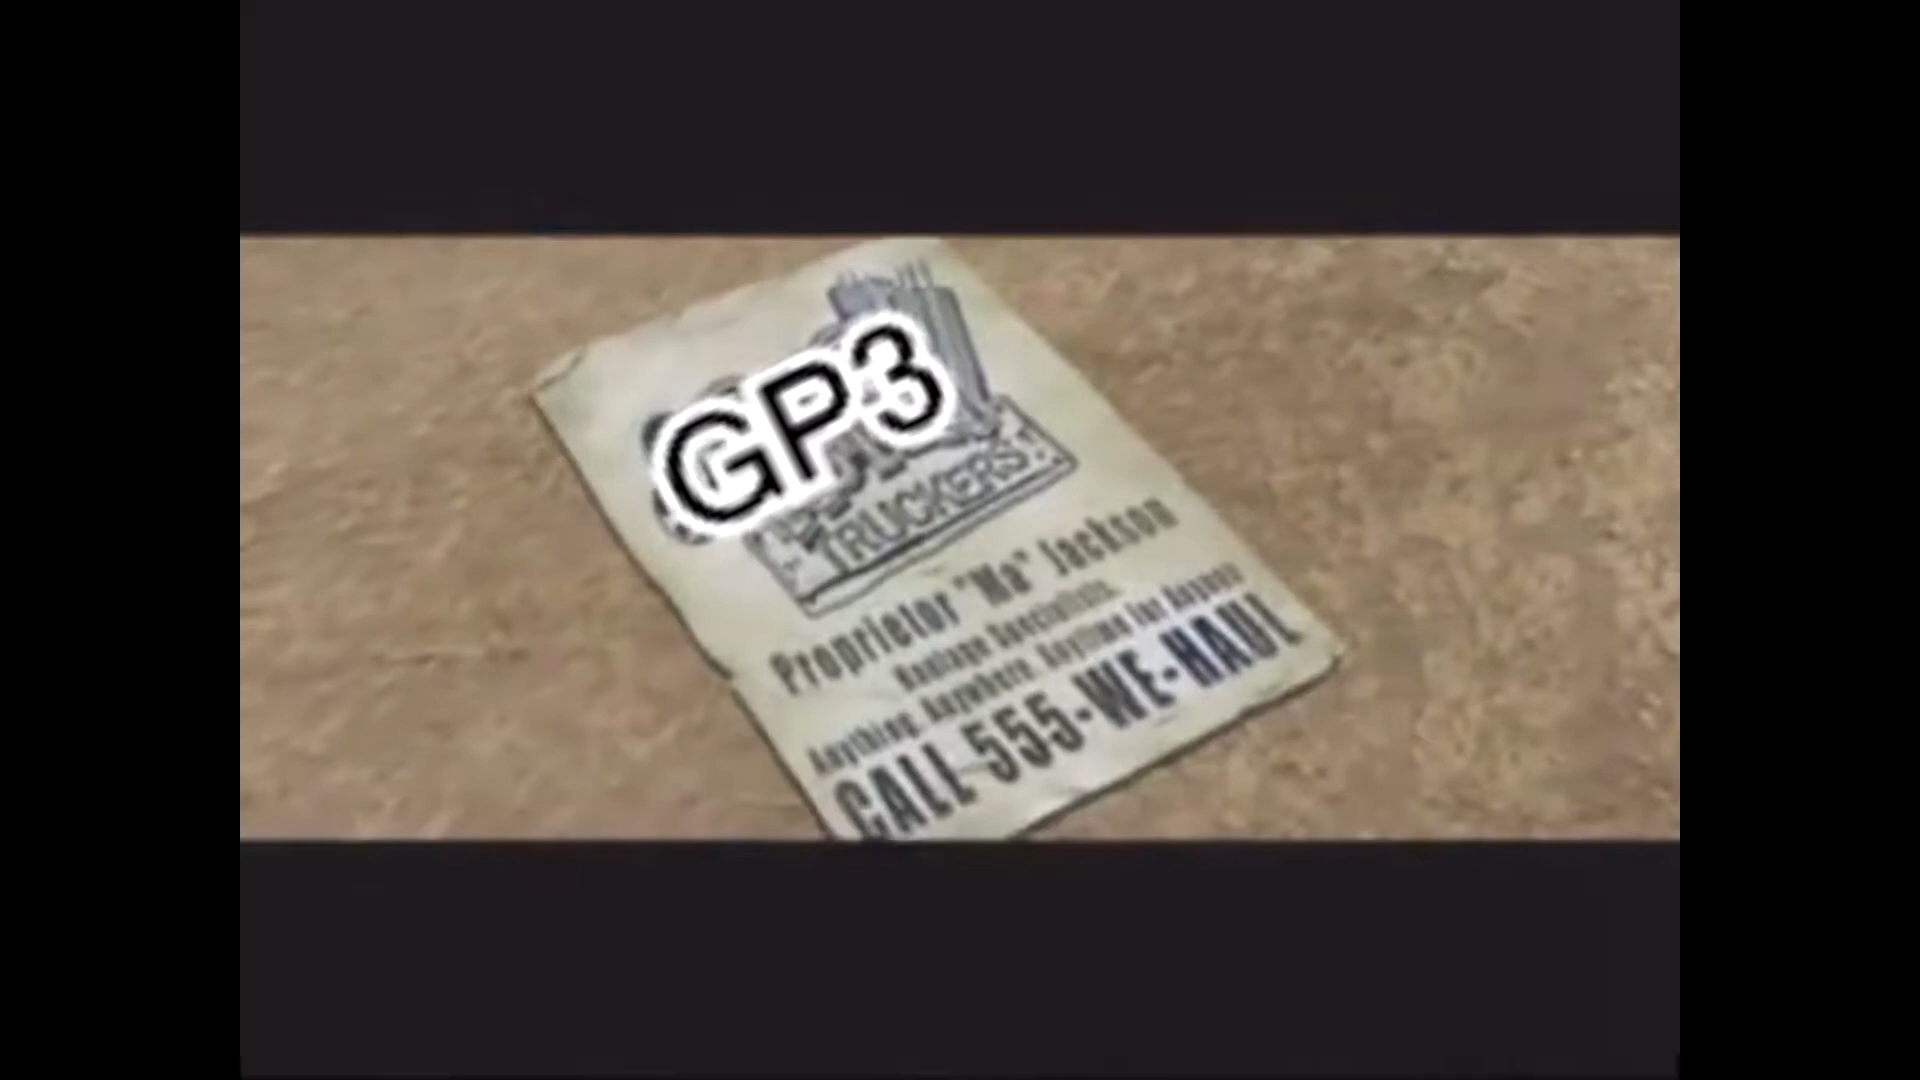 GP3
TRUCKERS
Proprietor "Ma" Jackson
Haulage Specialists.
Anything. Anywhere. Anytime For Anyone
CALL 555-WE-HAUL